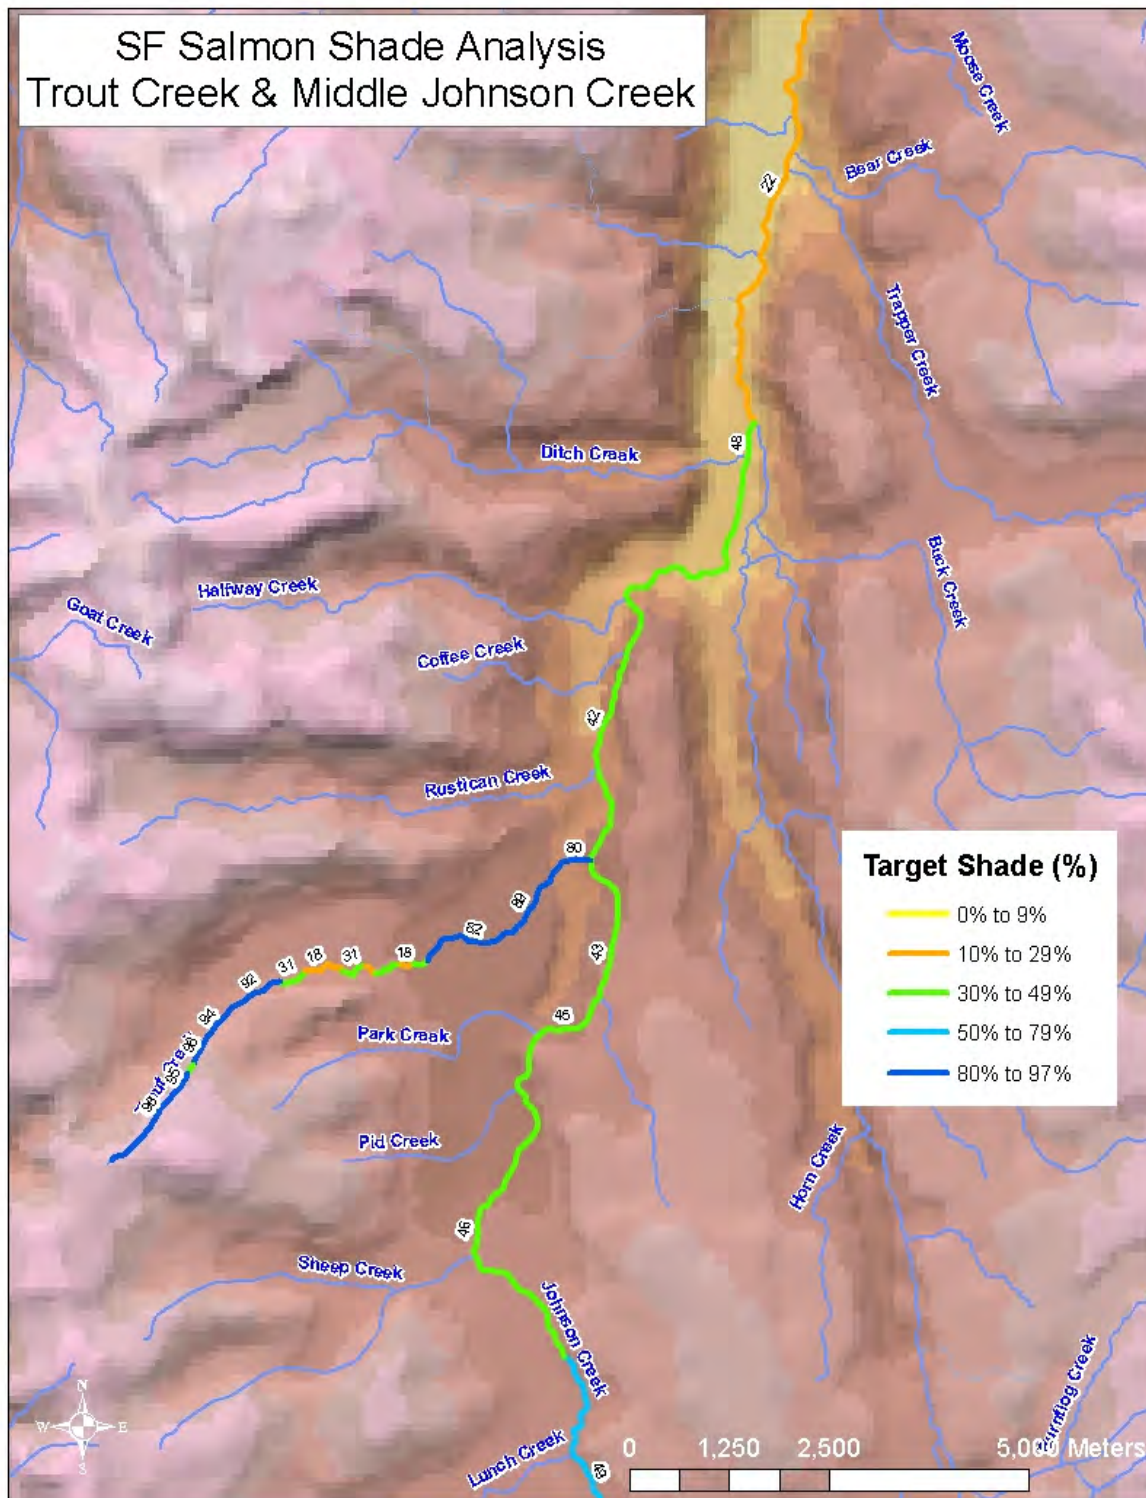 SF Salmon Shade Analysis
Trout Creek & Middle Johnson Creek
Moose Creek
Bear Creek
22
Trapper Creek
48
Ditch Creek
Buck Creek
Halfway Creek
Goat Creek
Coffee Creek
42
Rustican Creek
80
Target Shade (%)
0% to 9%
10% to 29%
30% to 49%
50% to 79%
80% to 97%
82
43
31
18
31
18
92
94
45
Park Creek
95
Pid Creek
Horn Creek
46
Sheep Creek
Johnson Creek
N
W
E
S
Lunch Creek
0
1,250
2,500
5,000 Meters